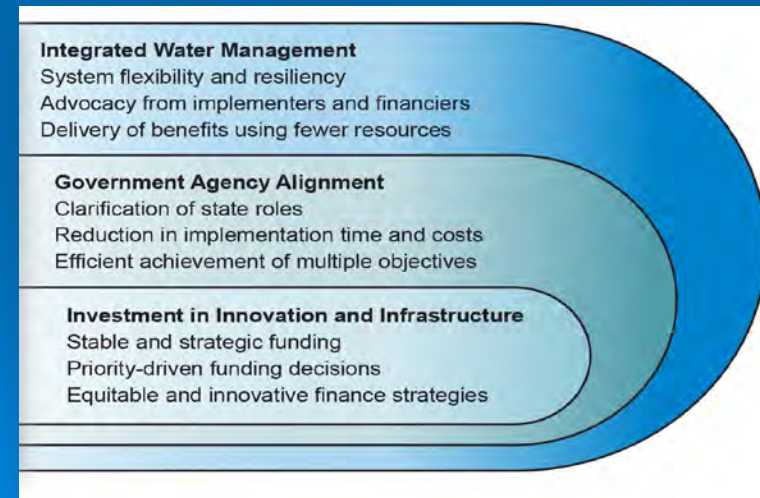 Integrated Water Management
System flexibility and resiliency
Advocacy from implementers and financiers
Delivery of benefits using fewer resources
Government Agency Alignment
Clarification of state roles
Reduction in implementation time and costs
Efficient achievement of multiple objectives
Investment in Innovation and Infrastructure
Stable and strategic funding
Priority-driven funding decisions
Equitable and innovative finance strategies